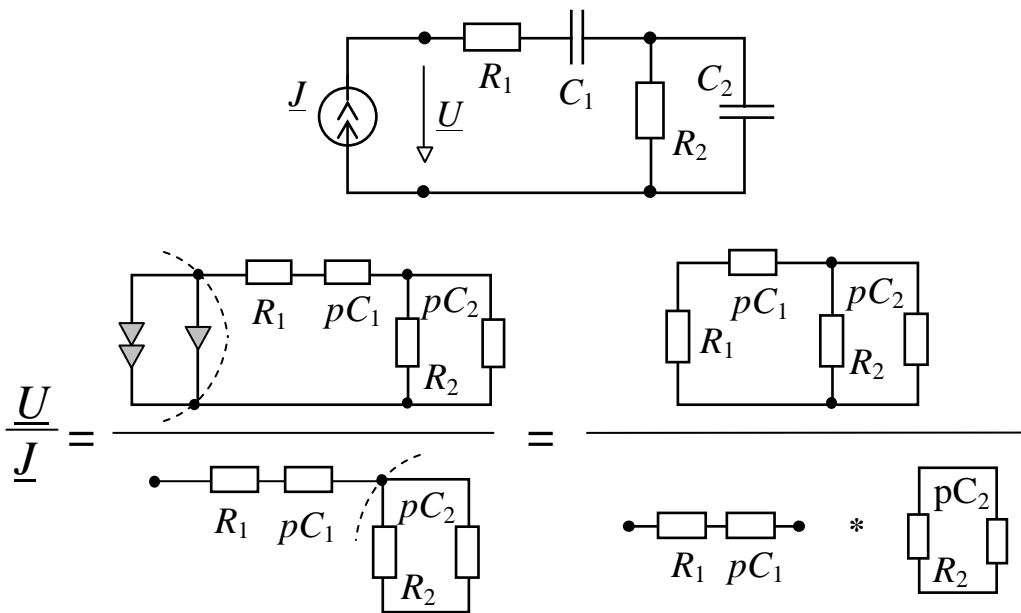 J U R₁ C₁ R₂ C₂
R₁ pC₁ R₂ pC₂
R₁ pC₁ R₂ pC₂
U/J = =
R₁ pC₁ R₂ pC₂
R₁ pC₁ * R₂ pC₂